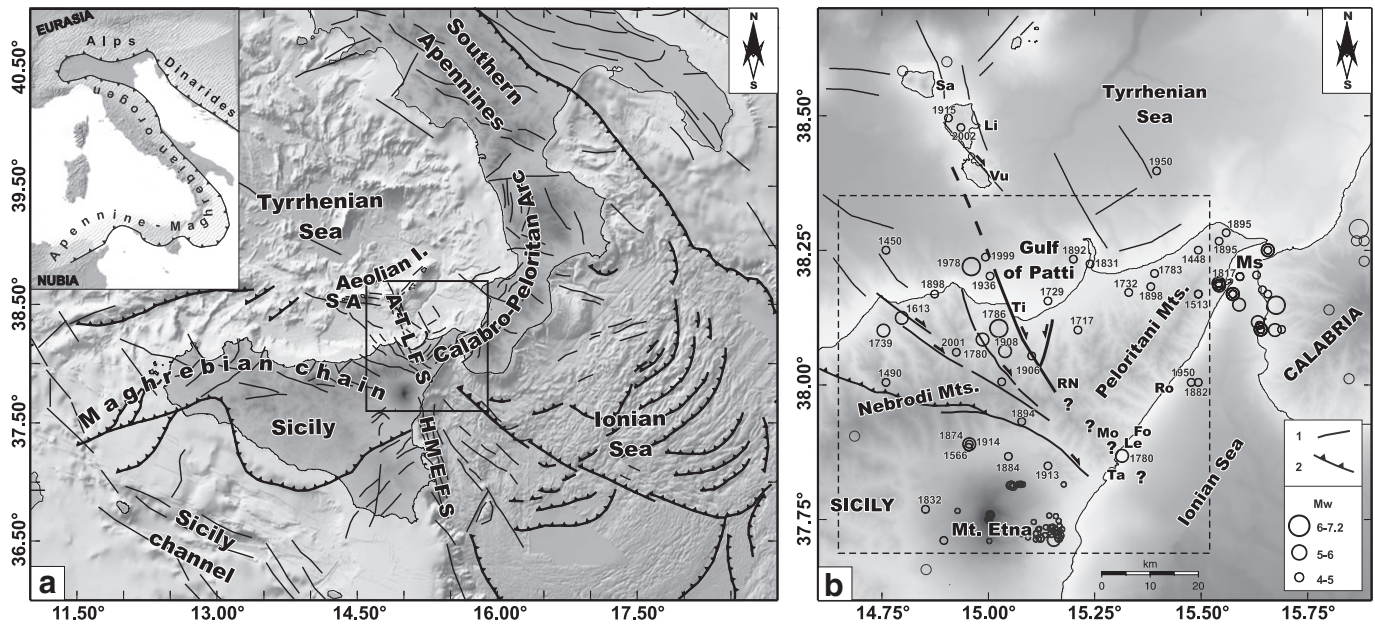 EURASIA
Alps
Dinarides
Apennine-Maghrebian orogen
NUBIA
N
S
Southern
Apennines
Tyrrhenian
Sea
Aeolian I.
SA
ATLFS
Calabro-Peloritan Arc
Maghrebian chain
Sicily
HMEFS
Ionian
Sea
Sicily
channel
a
40.50°
39.50°
38.50°
37.50°
36.50°
11.50°
13.00°
14.50°
16.00°
17.50°
N
S
Sa
1915
Li
2002
Vu
Tyrrhenian
Sea
1950
1450
1978
1999
1936
Gulf
of Patti
1892
1831
1895
1895
1448
1783
1732
1898
1817
1513
Ms
1898
1613
1739
1786
Ti
1729
1717
2001
1780
1908
1906
RN
Peloritani Mts.
CALABRIA
1490
Nebrodi Mts.
?
1950
1882
Ro
1894
?
Mo
Fo
?
Le
1780
Ta
?
1874
1914
1566
1884
1913
SICILY
1832
Mt. Etna
Ionian Sea
km
0
10
20
1
2
Mw
6-7.2
5-6
4-5
b
38.50°
38.25°
38.00°
37.75°
14.75°
15.00°
15.25°
15.50°
15.75°